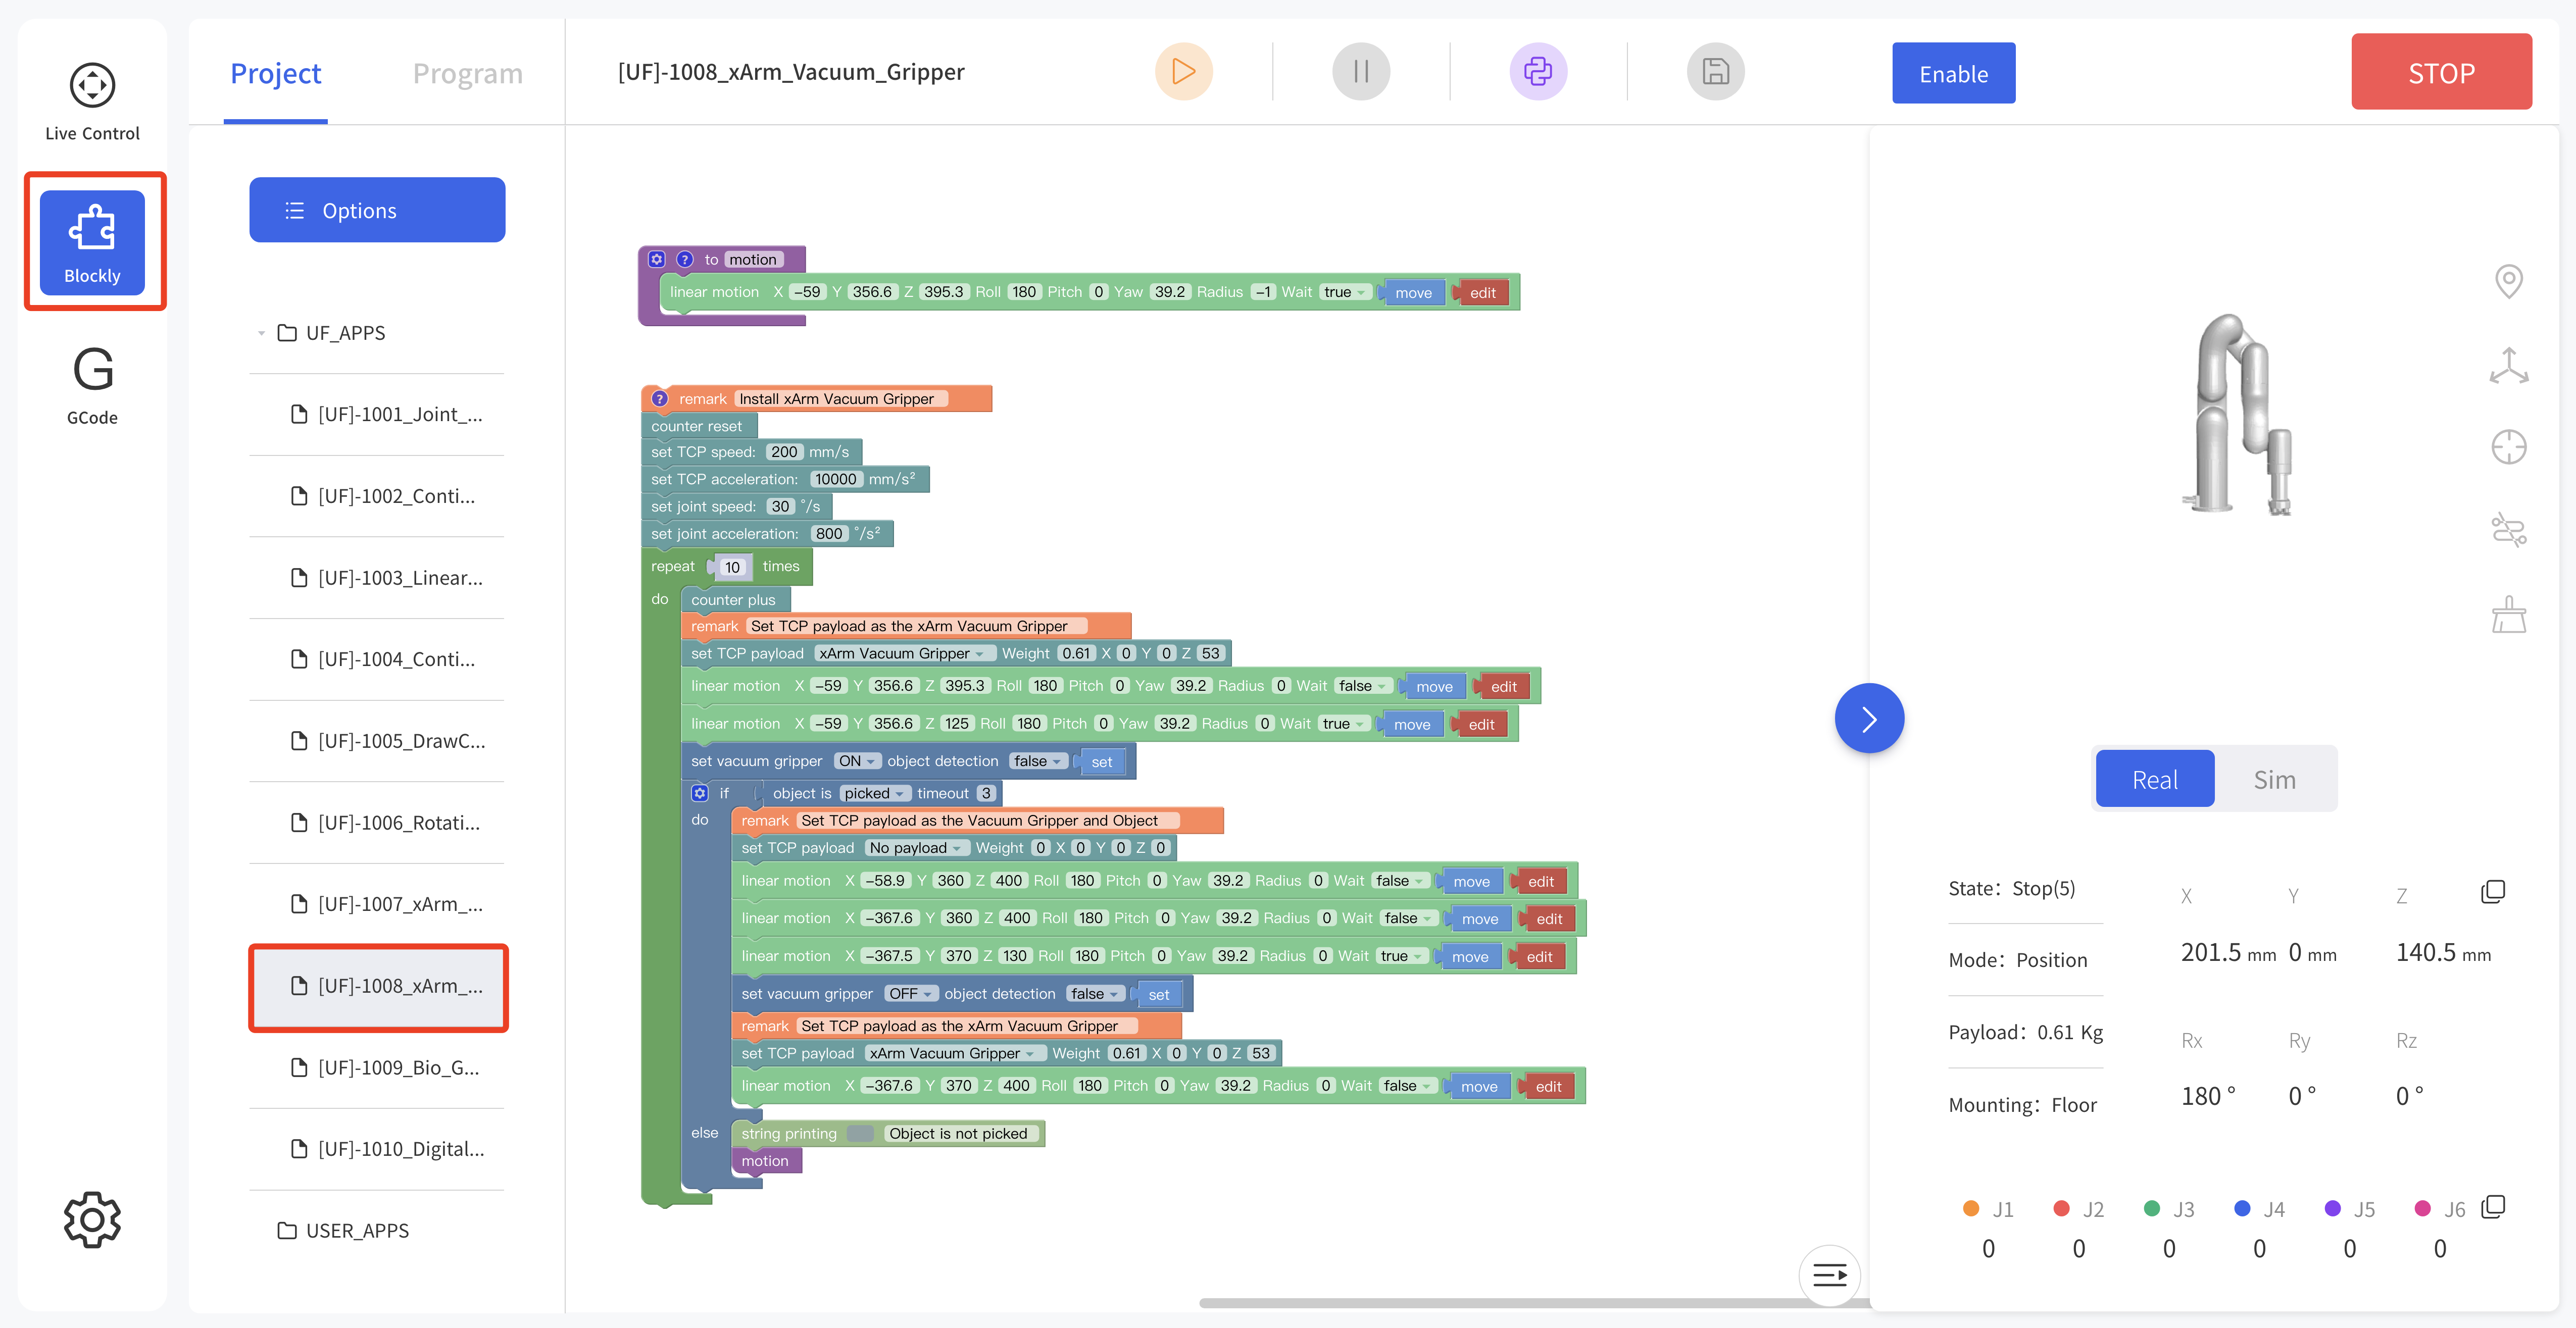 Live Control
Blockly
G
GCode
Project
Program
Options
UF_APPS
[UF]-1001_Joint_...
[UF]-1002_Conti...
[UF]-1003_Linear...
[UF]-1004_Conti...
[UF]-1005_DrawC...
[UF]-1006_Rotati...
[UF]-1007_xArm_...
[UF]-1008_xArm_...
[UF]-1009_Bio_G...
[UF]-1010_Digital...
USER_APPS
[UF]-1008_xArm_Vacuum_Gripper
Enable
STOP
? to motion
linear motion X -59 Y 356.6 Z 395.3 Roll 180 Pitch 0 Yaw 39.2 Radius -1 Wait true move edit
? remark Install xArm Vacuum Gripper
counter reset
set TCP speed: 200 mm/s
set TCP acceleration: 10000 mm/s²
set joint speed: 30 °/s
set joint acceleration: 800 °/s²
repeat 10 times
do counter plus
remark Set TCP payload as the xArm Vacuum Gripper
set TCP payload xArm Vacuum Gripper Weight 0.61 X 0 Y 0 Z 53
linear motion X -59 Y 356.6 Z 395.3 Roll 180 Pitch 0 Yaw 39.2 Radius 0 Wait false move edit
linear motion X -59 Y 356.6 Z 125 Roll 180 Pitch 0 Yaw 39.2 Radius 0 Wait true move edit
set vacuum gripper ON object detection false set
if object is picked timeout 3
do remark Set TCP payload as the Vacuum Gripper and Object
set TCP payload No payload Weight 0 X 0 Y 0 Z 0
linear motion X -58.9 Y 360 Z 400 Roll 180 Pitch 0 Yaw 39.2 Radius 0 Wait false move edit
linear motion X -367.6 Y 360 Z 400 Roll 180 Pitch 0 Yaw 39.2 Radius 0 Wait false move edit
linear motion X -367.5 Y 370 Z 130 Roll 180 Pitch 0 Yaw 39.2 Radius 0 Wait true move edit
set vacuum gripper OFF object detection false set
remark Set TCP payload as the xArm Vacuum Gripper
set TCP payload xArm Vacuum Gripper Weight 0.61 X 0 Y 0 Z 53
linear motion X -367.6 Y 370 Z 400 Roll 180 Pitch 0 Yaw 39.2 Radius 0 Wait false move edit
else string printing Object is not picked
motion
Real Sim
State: Stop(5)
Mode: Position
Payload: 0.61 Kg
Mounting: Floor
X Y Z
201.5 mm 0 mm 140.5 mm
Rx Ry Rz
180 ° 0 ° 0 °
J1 J2 J3 J4 J5 J6
0 0 0 0 0 0